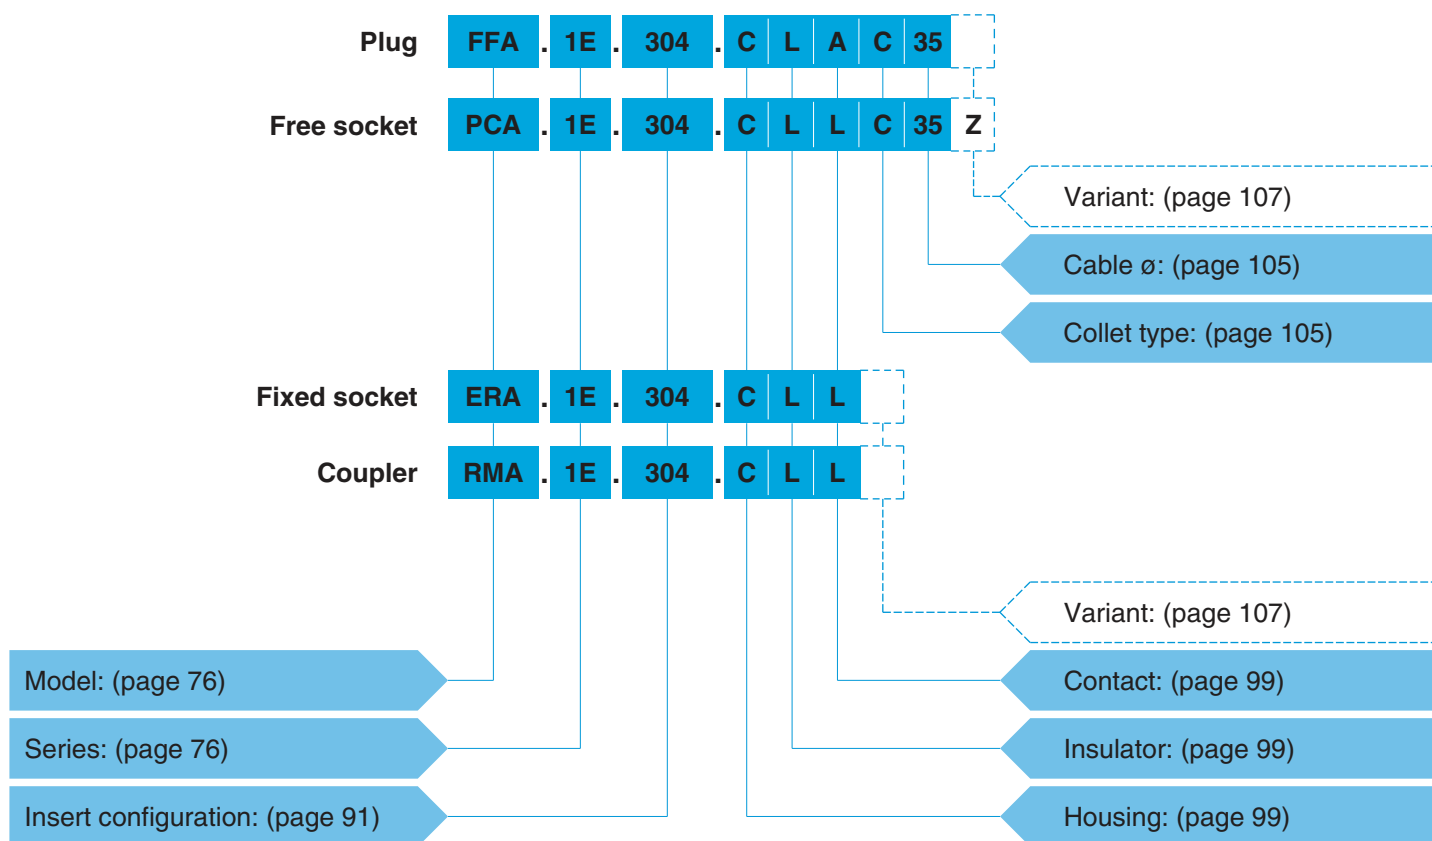 Plug FFA . 1E . 304 . C L A C 35
Free socket PCA . 1E . 304 . C L L C 35 Z
Variant: (page 107)
Cable ø: (page 105)
Collet type: (page 105)
Fixed socket ERA . 1E . 304 . C L L
Coupler RMA . 1E . 304 . C L L
Variant: (page 107)
Model: (page 76)
Contact: (page 99)
Series: (page 76)
Insulator: (page 99)
Insert configuration: (page 91)
Housing: (page 99)